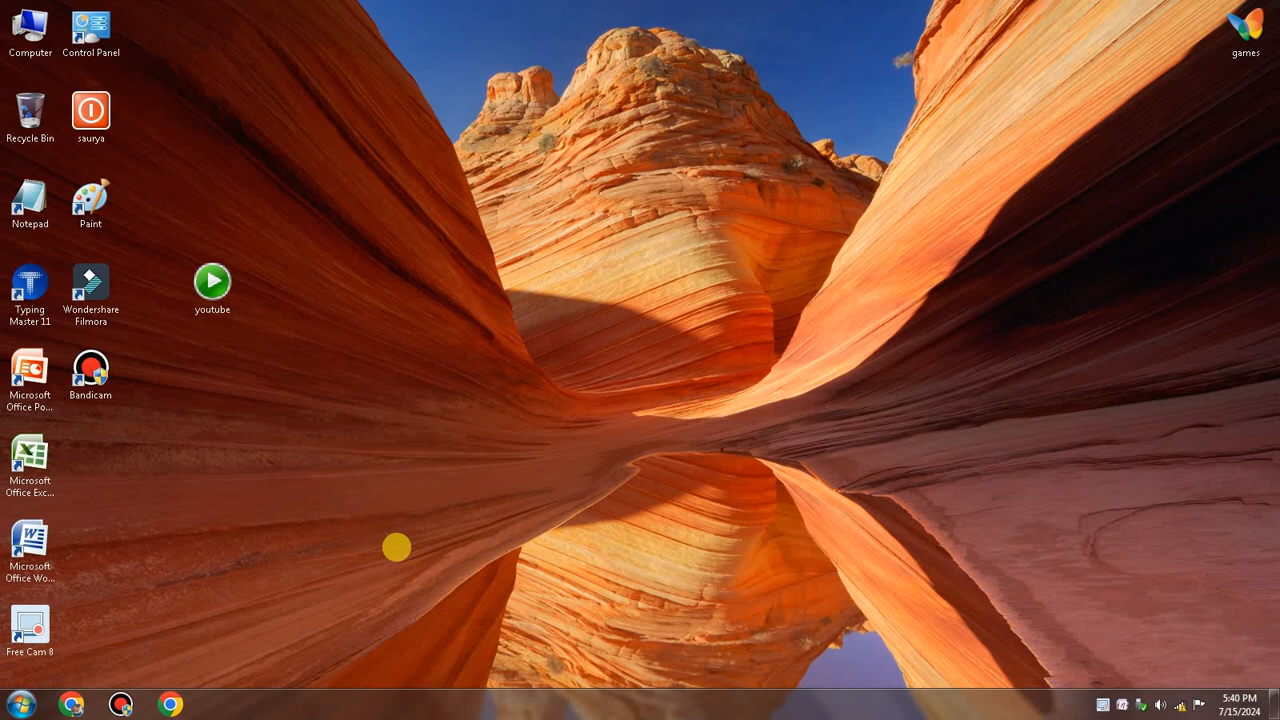 Computer
Control Panel
games
Recycle Bin
saurya
Notepad
Paint
Typing
Master 11
Wondershare
Filmora
youtube
Microsoft
Office Po...
Bandicam
Microsoft
Office Exc...
Microsoft
Office Wo...
Free Cam 8
5:40 PM
7/15/2024